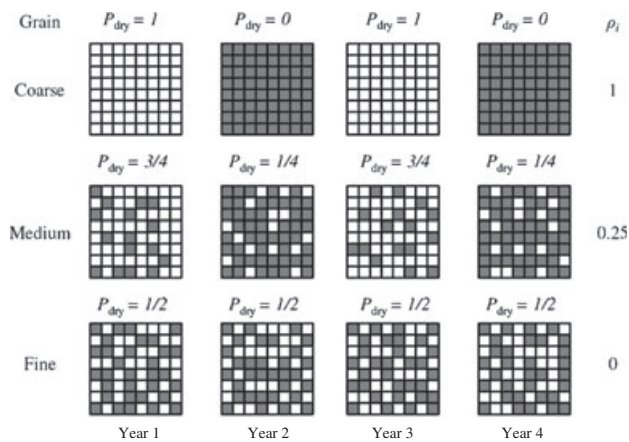 Grain P_dry = 1 P_dry = 0 P_dry = 1 P_dry = 0 ρ_i
Coarse 1
P_dry = 3/4 P_dry = 1/4 P_dry = 3/4 P_dry = 1/4
Medium 0.25
P_dry = 1/2 P_dry = 1/2 P_dry = 1/2 P_dry = 1/2
Fine 0
Year 1 Year 2 Year 3 Year 4